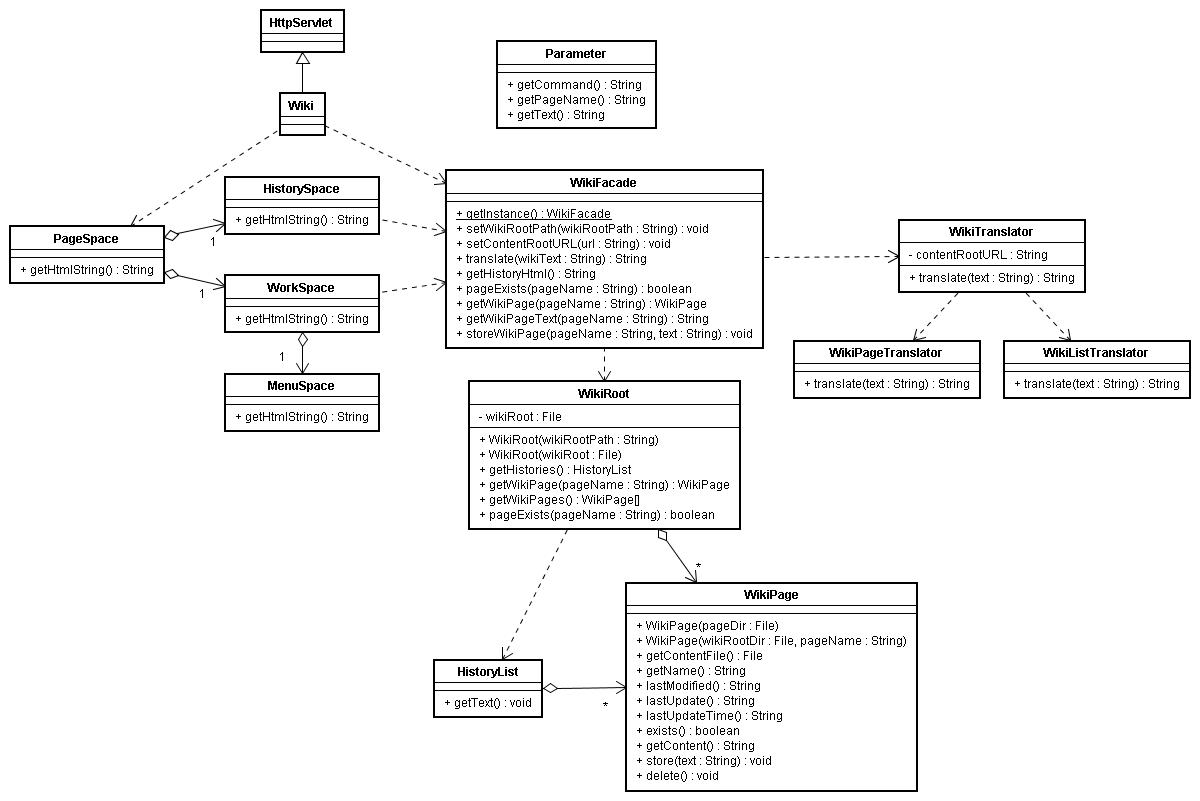 HttpServlet
Wiki
Parameter
+ getCommand() : String
+ getPageName() : String
+ getText() : String
HistorySpace
+ getHtmlString() : String
PageSpace
+ getHtmlString() : String
1
1
WorkSpace
+ getHtmlString() : String
1
MenuSpace
+ getHtmlString() : String
WikiFacade
+ getInstance() : WikiFacade
+ setWikiRootPath(wikiRootPath : String) : void
+ setContentRootURL(url : String) : void
+ translate(wikiText : String) : String
+ getHistoryHtml() : String
+ pageExists(pageName : String) : boolean
+ getWikiPage(pageName : String) : WikiPage
+ getWikiPageText(pageName : String) : String
+ storeWikiPage(pageName : String, text : String) : void
WikiTranslator
- contentRootURL : String
+ translate(text : String) : String
WikiPageTranslator
+ translate(text : String) : String
WikiListTranslator
+ translate(text : String) : String
WikiRoot
- wikiRoot : File
+ WikiRoot(wikiRootPath : String)
+ WikiRoot(wikiRoot : File)
+ getHistories() : HistoryList
+ getWikiPage(pageName : String) : WikiPage
+ getWikiPages() : WikiPage[]
+ pageExists(pageName : String) : boolean
*
WikiPage
+ WikiPage(pageDir : File)
+ WikiPage(wikiRootDir : File, pageName : String)
+ getContentFile() : File
+ getName() : String
+ lastModified() : String
+ lastUpdate() : String
+ lastUpdateTime() : String
+ exists() : boolean
+ getContent() : String
+ store(text : String) : void
+ delete() : void
HistoryList
+ getText() : void
*